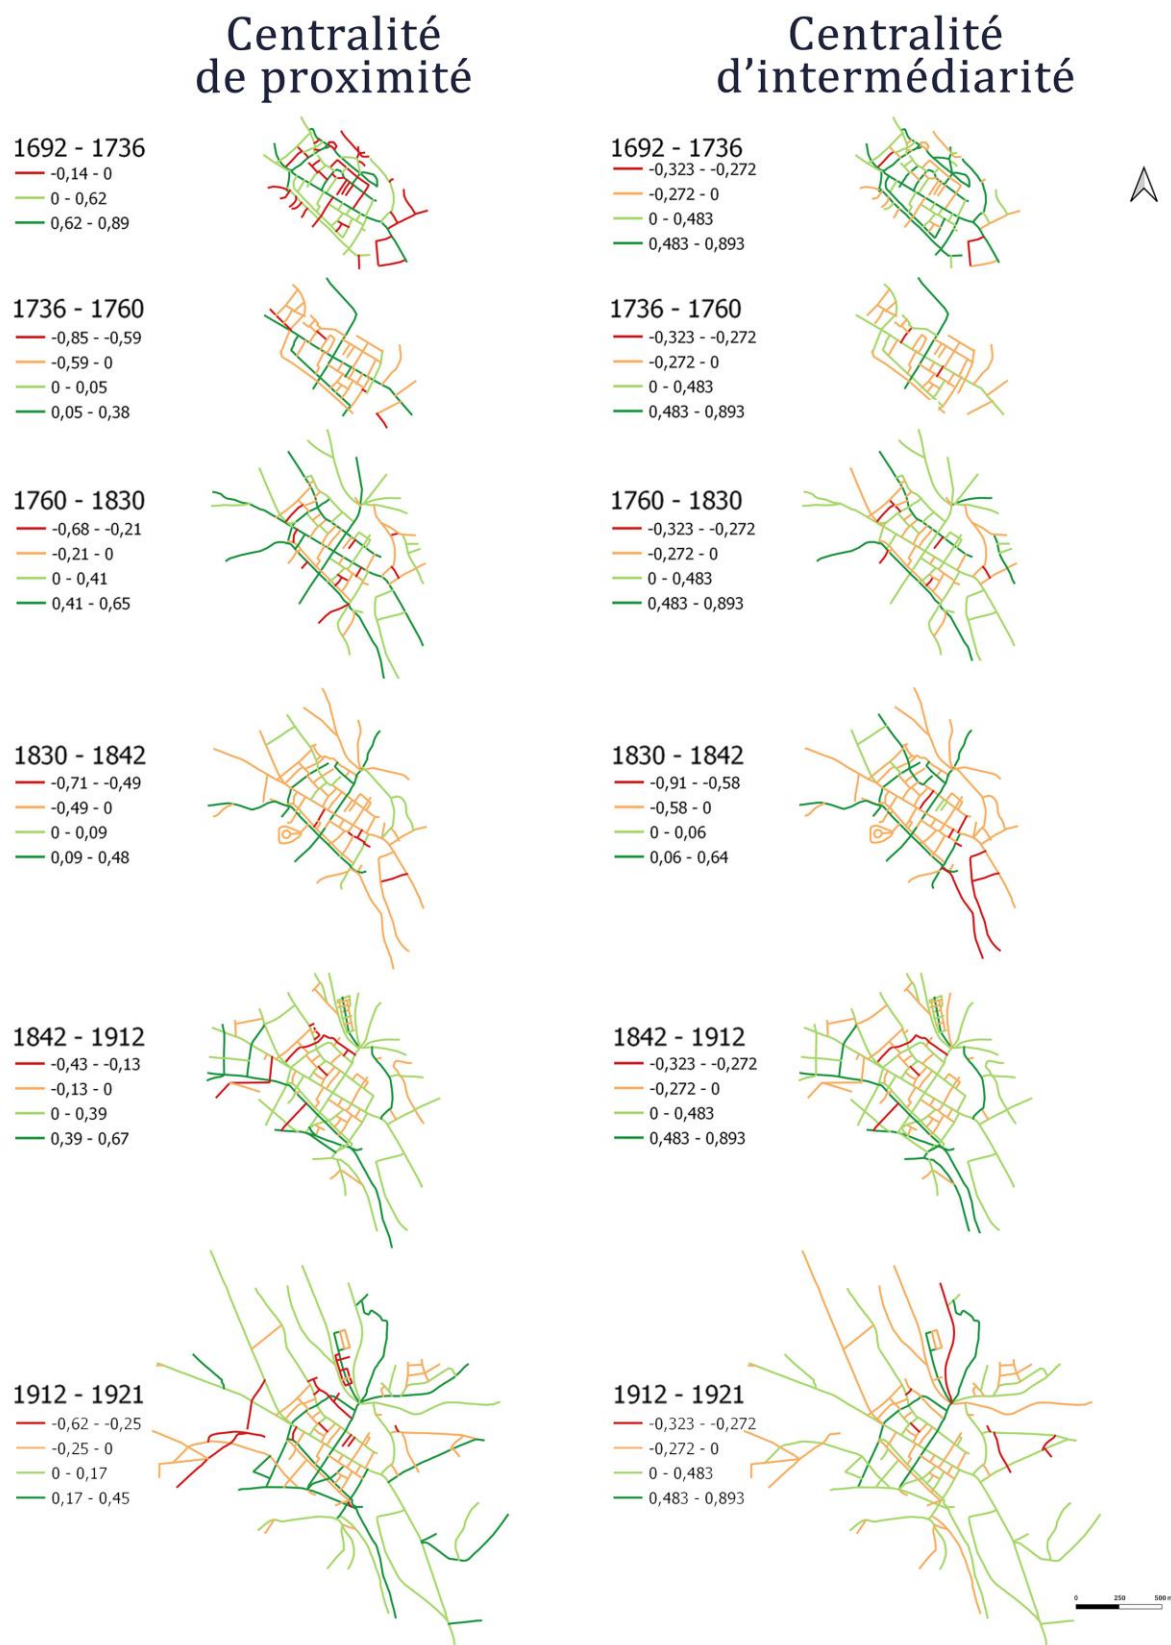 Centralité
de proximité
Centralité
d'intermédiarité
1692 - 1736
-0,14 - 0
0 - 0,62
0,62 - 0,89
1692 - 1736
-0,323 - -0,272
-0,272 - 0
0 - 0,483
0,483 - 0,893
1736 - 1760
-0,85 - -0,59
-0,59 - 0
0 - 0,05
0,05 - 0,38
1736 - 1760
-0,323 - -0,272
-0,272 - 0
0 - 0,483
0,483 - 0,893
1760 - 1830
-0,68 - -0,21
-0,21 - 0
0 - 0,41
0,41 - 0,65
1760 - 1830
-0,323 - -0,272
-0,272 - 0
0 - 0,483
0,483 - 0,893
1830 - 1842
-0,71 - -0,49
-0,49 - 0
0 - 0,09
0,09 - 0,48
1830 - 1842
-0,91 - -0,58
-0,58 - 0
0 - 0,06
0,06 - 0,64
1842 - 1912
-0,43 - -0,13
-0,13 - 0
0 - 0,39
0,39 - 0,67
1842 - 1912
-0,323 - -0,272
-0,272 - 0
0 - 0,483
0,483 - 0,893
1912 - 1921
-0,62 - -0,25
-0,25 - 0
0 - 0,17
0,17 - 0,45
1912 - 1921
-0,323 - -0,272
-0,272 - 0
0 - 0,483
0,483 - 0,893
0 250 500 m